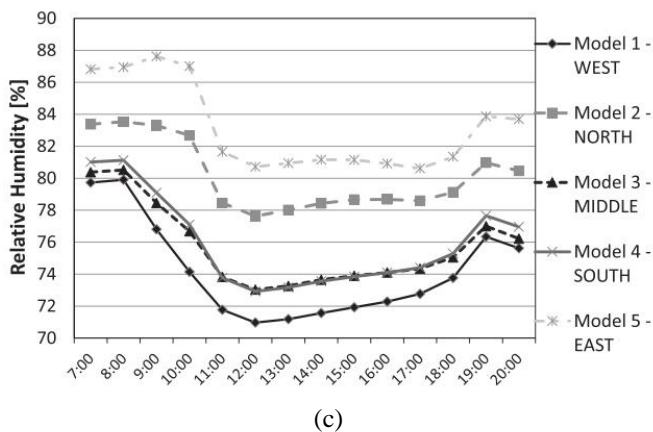 Relative Humidity [%]
90
88
86
84
82
80
78
76
74
72
70
7:00
8:00
9:00
10:00
11:00
12:00
13:00
14:00
15:00
16:00
17:00
18:00
19:00
20:00
Model 1 -
WEST
Model 2 -
NORTH
Model 3 -
MIDDLE
Model 4 -
SOUTH
Model 5 -
EAST
(c)